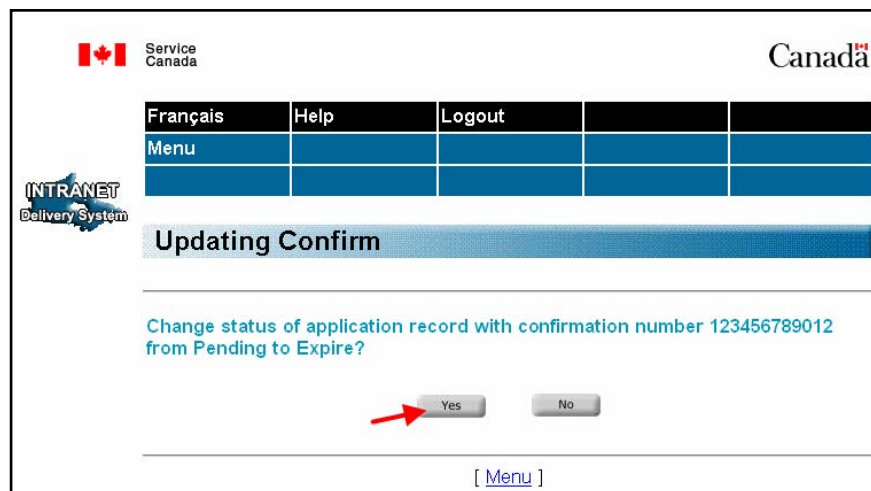 Service
Canada
Canada
Français Help Logout
Menu
INTRANET
Delivery System
Updating Confirm
Change status of application record with confirmation number 123456789012
from Pending to Expire?
Yes No
[ Menu ]